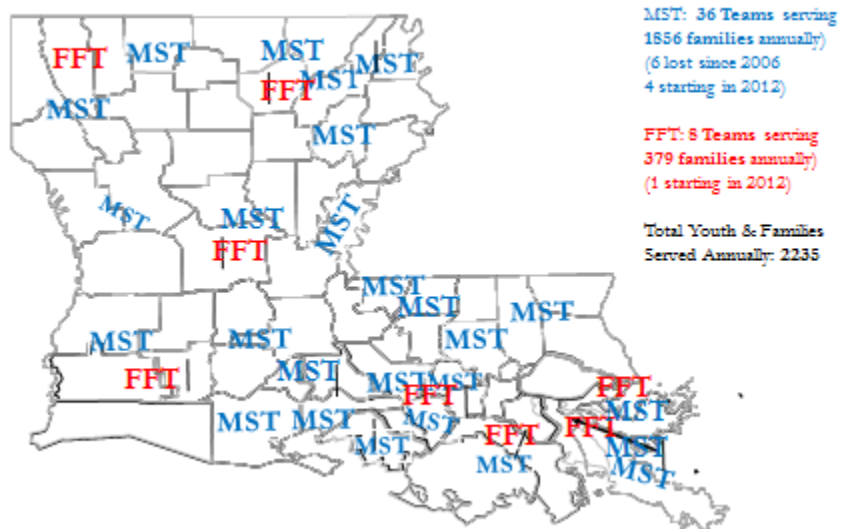 MST: 36 Teams serving
1856 families annually)
(6 lost since 2006
4 starting in 2012)
FFT: 8 Teams serving
379 families annually)
(1 starting in 2012)
Total Youth & Families
Served Annually: 2235
FFT
MST
MST
MST
FFT
MST
MST
MST
MST
MST
MST
FFT
MST
MST
MST
MST
MST
MST
MST
FFT
MST
MST
MST
FFT
FFT
MST
MST
MST
MST
FFT
FFT
MST
MST
MST
MST